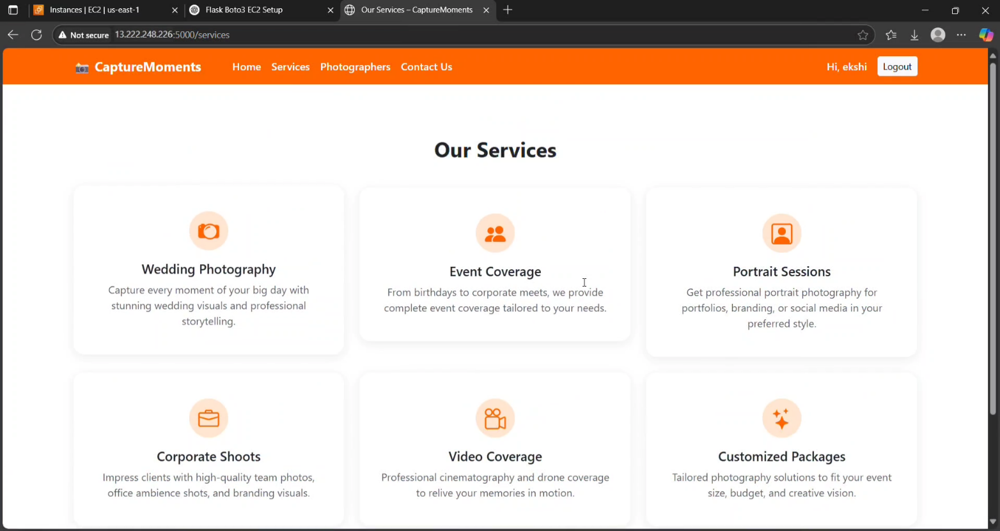 Instances | EC2 | us-east-1
Flask Boto3 EC2 Setup
Our Services – CaptureMoments
Not secure 13.222.248.226:5000/services
CaptureMoments Home Services Photographers Contact Us Hi, ekshi Logout
Our Services
Wedding Photography
Capture every moment of your big day with
stunning wedding visuals and professional
storytelling.
Event Coverage
From birthdays to corporate meets, we provide
complete event coverage tailored to your needs.
Portrait Sessions
Get professional portrait photography for
portfolios, branding, or social media in your
preferred style.
Corporate Shoots
Impress clients with high-quality team photos,
office ambience shots, and branding visuals.
Video Coverage
Professional cinematography and drone coverage
to relive your memories in motion.
Customized Packages
Tailored photography solutions to fit your event
size, budget, and creative vision.